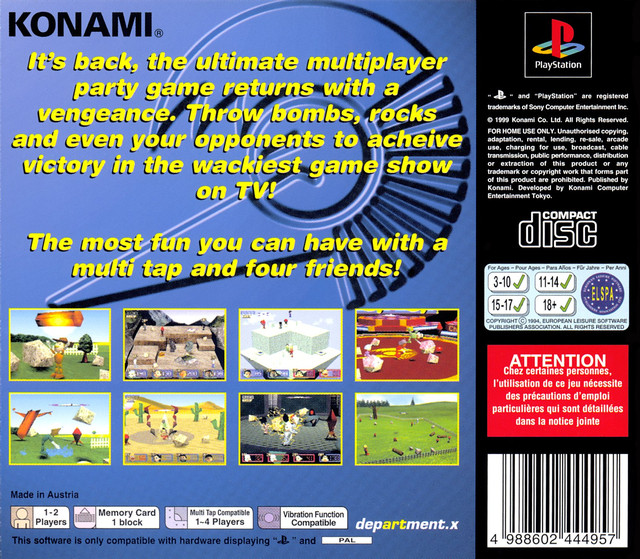 KONAMI®
It's back, the ultimate multiplayer
party game returns with a
vengeance. Throw bombs, rocks
and even your opponents to acheive
victory in the wackiest game show
on TV!
The most fun you can have with a
multi tap and four friends!
Made in Austria
1-2
Players
Memory Card
1 block
Multi Tap Compatible
1-4 Players
Vibration Function
Compatible
department.x
This software is only compatible with hardware displaying " " and PAL
PlayStation
" " and "PlayStation" are registered
trademarks of Sony Computer Entertainment Inc.
© 1999 Konami Co. Ltd. All Rights Reserved.
FOR HOME USE ONLY. Unauthorised copying,
adaptation, rental, lending, re-sale, arcade
use, charging for use, broadcast, cable
transmission, public performance, distribution
or extraction of this product or any
trademark or copyright work that forms part
of this product are prohibited. Published by
Konami. Developed by Konami Computer
Entertainment Tokyo.
COMPACT
disc
For Ages - Pour Ages - Para Años - Für Jahre - Per Anni
3-10 11-14
15-17 18+
ELSPA
COPYRIGHT © 1994, EUROPEAN LEISURE SOFTWARE
PUBLISHERS ASSOCIATION. ALL RIGHTS RESERVED
ATTENTION
Chez certaines personnes,
l'utilisation de ce jeu nécessite
des précautions d'emploi
particulières qui sont détaillées
dans la notice jointe
4 988602 444957